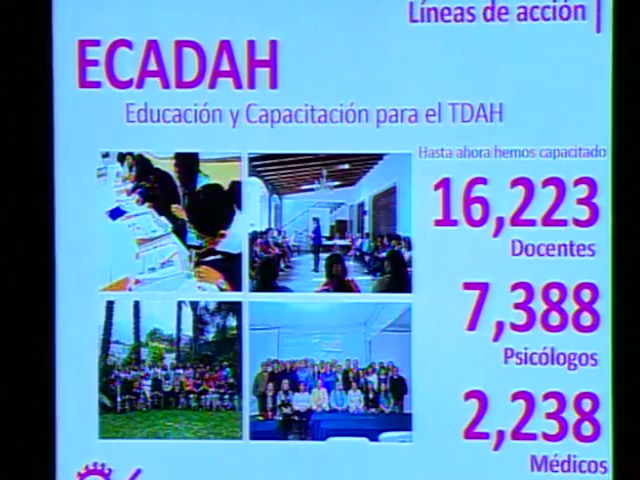 Líneas de acción
ECADAH
Educación y Capacitación para el TDAH
Hasta ahora hemos capacitado
16,223
Docentes
7,388
Psicólogos
2,238
Médicos